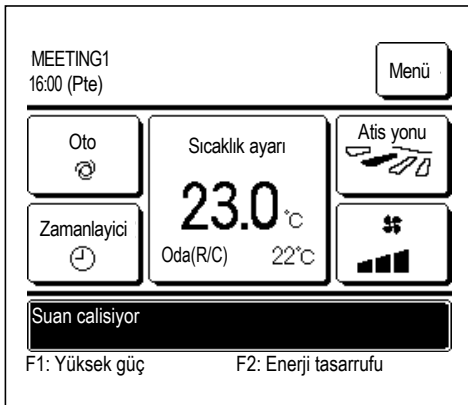 MEETING1
16:00 (Pte)
Menü
Oto
Sıcaklık ayarı
Atis yonu
23.0°C
Zamanlayici
Oda(R/C) 22°C
Suan calisiyor
F1: Yüksek güç F2: Enerji tasarrufu